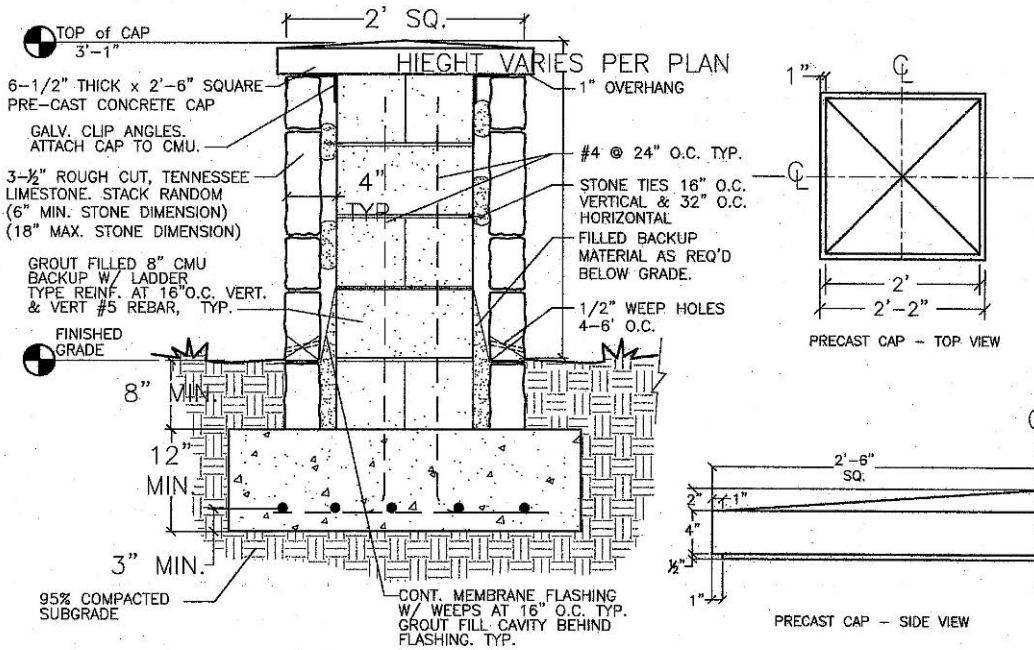 2' SQ.
TOP of CAP
3'-1"
HIEGHT VARIES PER PLAN
6-1/2" THICK x 2'-6" SQUARE
PRE-CAST CONCRETE CAP
1" OVERHANG
GALV. CLIP ANGLES.
ATTACH CAP TO CMU.
#4 @ 24" O.C. TYP.
3-½" ROUGH CUT, TENNESSEE
LIMESTONE. STACK RANDOM
(6" MIN. STONE DIMENSION)
(18" MAX. STONE DIMENSION)
4"
TYP
STONE TIES 16" O.C.
VERTICAL & 32" O.C.
HORIZONTAL
FILLED BACKUP
MATERIAL AS REQ'D
BELOW GRADE.
GROUT FILLED 8" CMU
BACKUP W/ LADDER
TYPE REINF. AT 16"O.C. VERT.
& VERT #5 REBAR, TYP.
1/2" WEEP HOLES
4-6' O.C.
FINISHED
GRADE
8" MIN.
12"
MIN.
3" MIN.
95% COMPACTED
SUBGRADE
CONT. MEMBRANE FLASHING
W/ WEEPS AT 16" O.C. TYP.
GROUT FILL CAVITY BEHIND
FLASHING. TYP.
1"
CL
CL
2'
2'-2"
PRECAST CAP - TOP VIEW
2'-6"
SQ.
2"
1"
4"
½"
1"
PRECAST CAP - SIDE VIEW